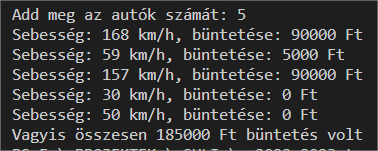 Add meg az autók számát: 5
Sebesség: 168 km/h, büntetése: 90000 Ft
Sebesség: 59 km/h, büntetése: 5000 Ft
Sebesség: 157 km/h, büntetése: 90000 Ft
Sebesség: 30 km/h, büntetése: 0 Ft
Sebesség: 50 km/h, büntetése: 0 Ft
Vagyis összesen 185000 Ft büntetés volt